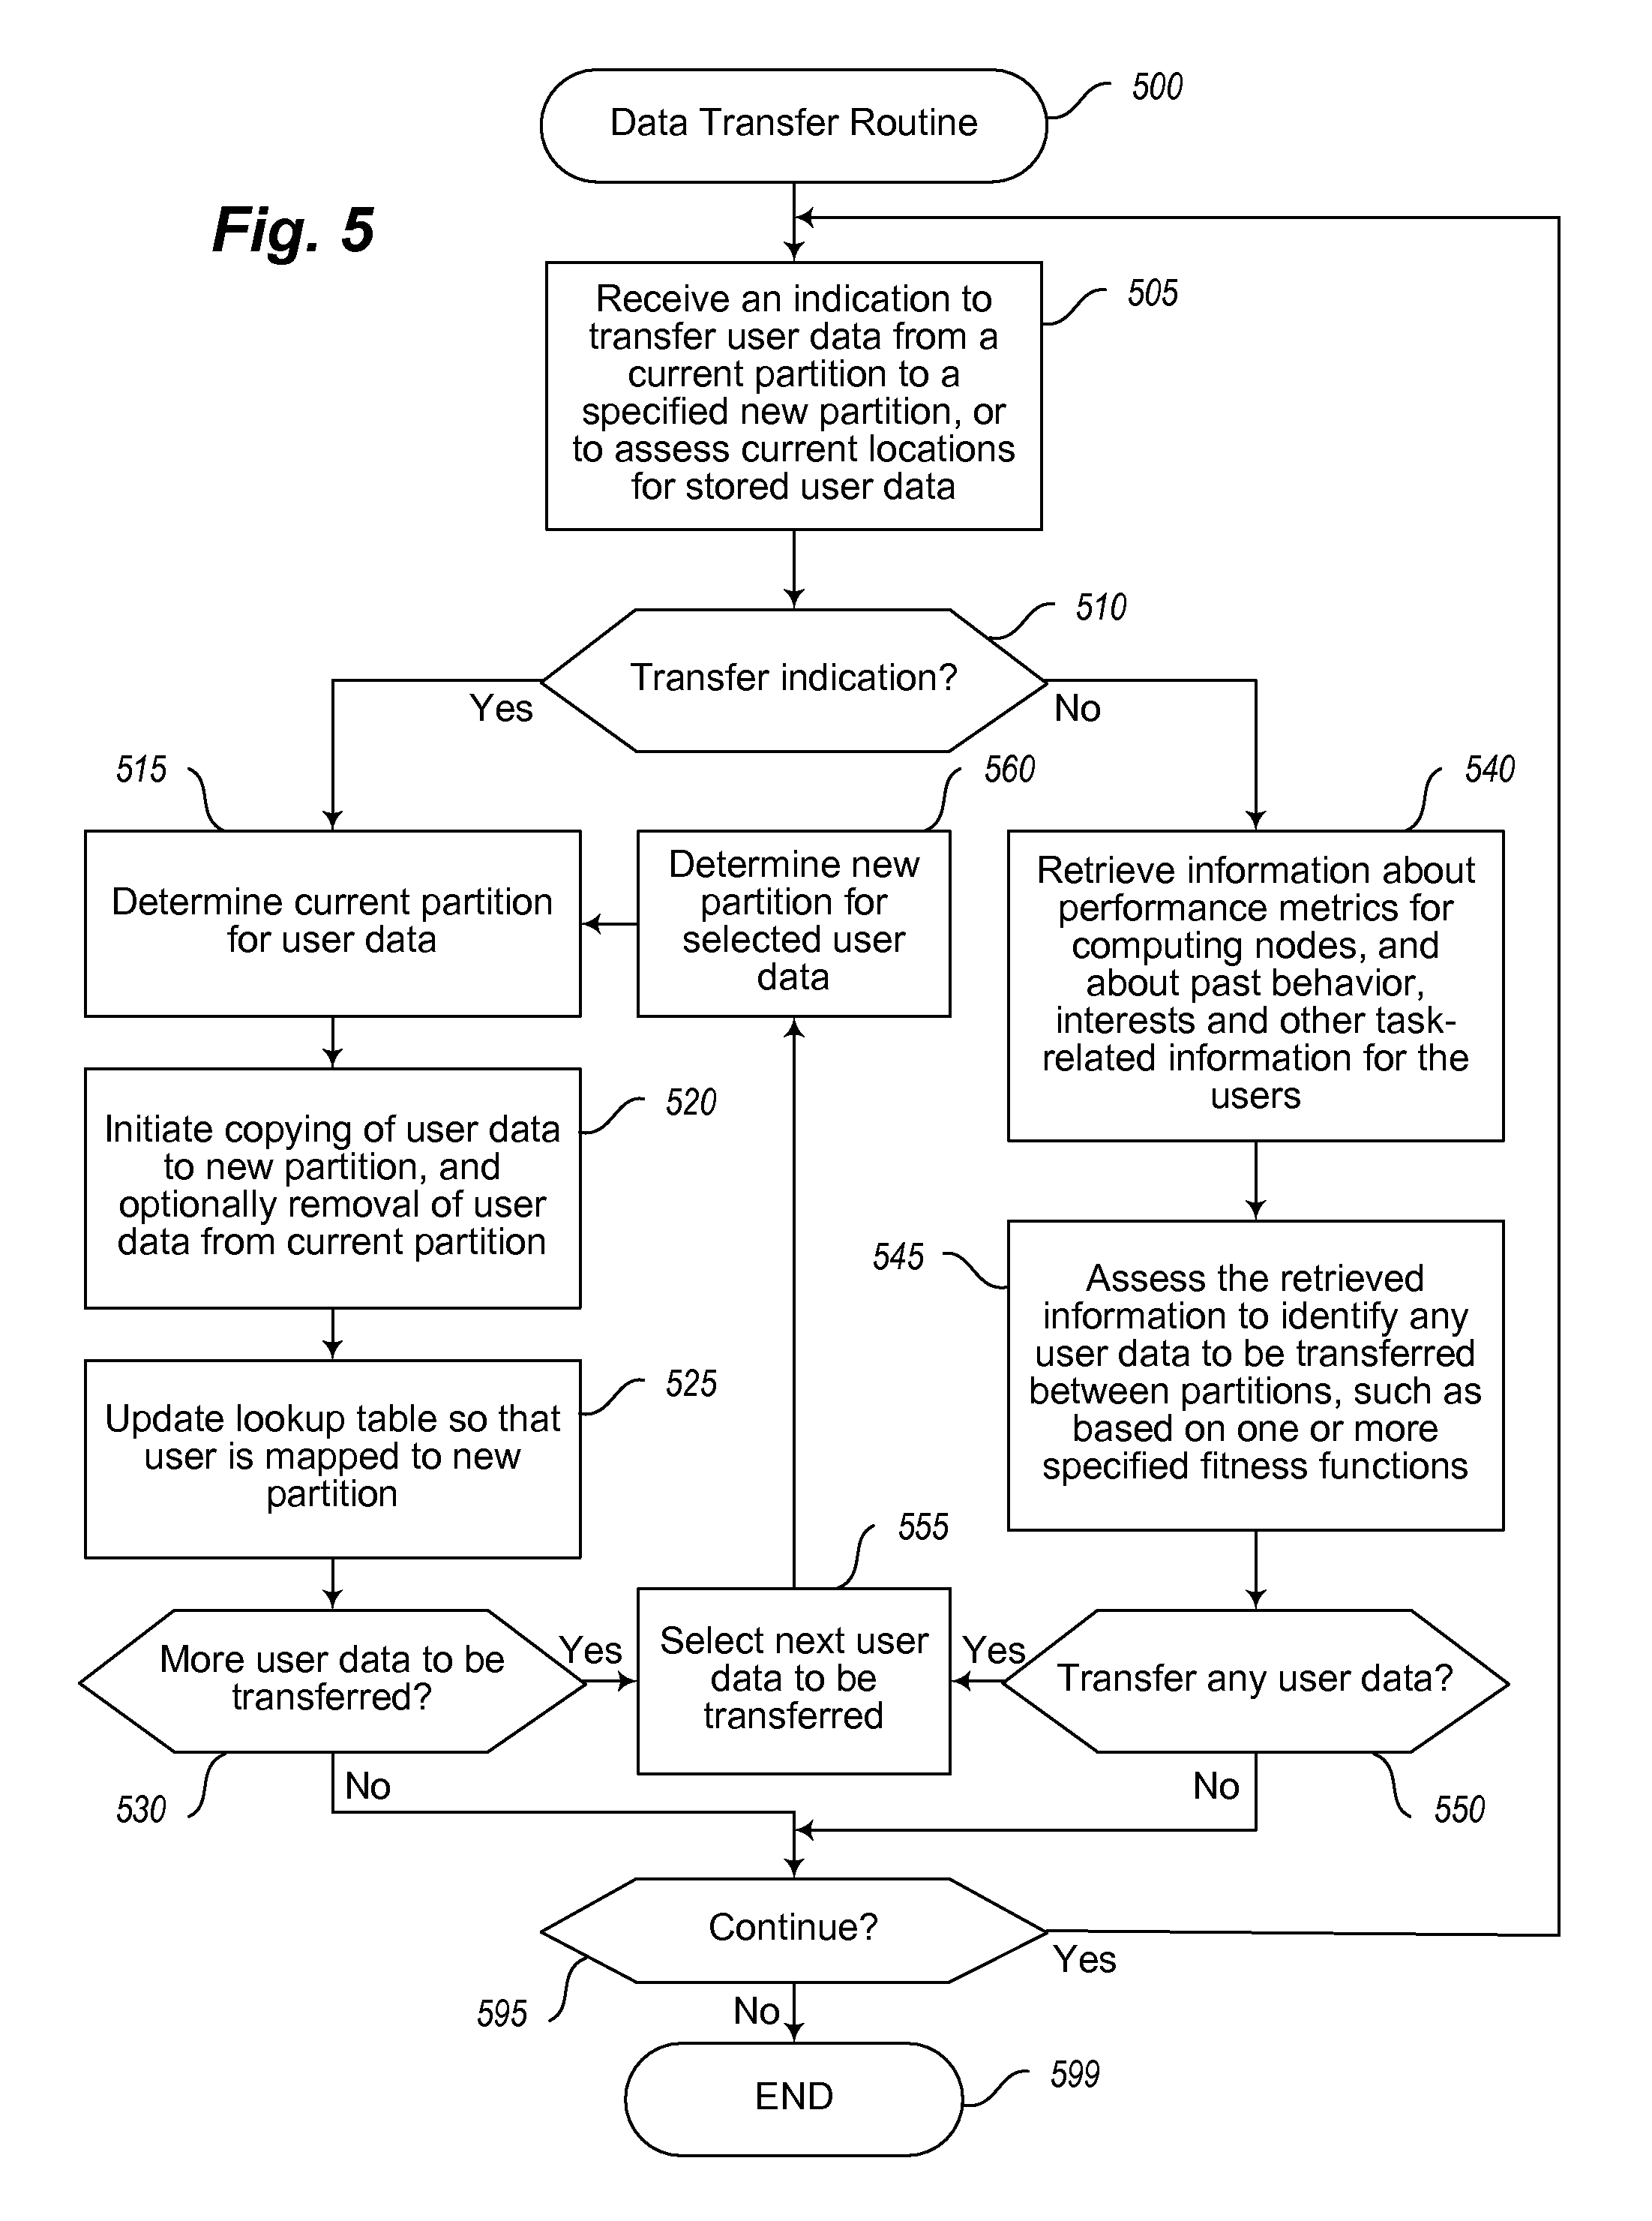 500
Data Transfer Routine
Fig. 5
505
Receive an indication to
transfer user data from a
current partition to a
specified new partition, or
to assess current locations
for stored user data
510
Transfer indication?
Yes
No
515
560
540
Determine current partition
for user data
Determine new
partition for
selected user
data
Retrieve information about
performance metrics for
computing nodes, and
about past behavior,
interests and other task-
related information for the
users
520
Initiate copying of user data
to new partition, and
optionally removal of user
data from current partition
545
Assess the retrieved
information to identify any
user data to be transferred
between partitions, such as
based on one or more
specified fitness functions
525
Update lookup table so that
user is mapped to new
partition
555
More user data to be
transferred?
Yes
Select next user
data to be
transferred
Yes
Transfer any user data?
530
No
No
550
Continue?
Yes
595
No
END
599